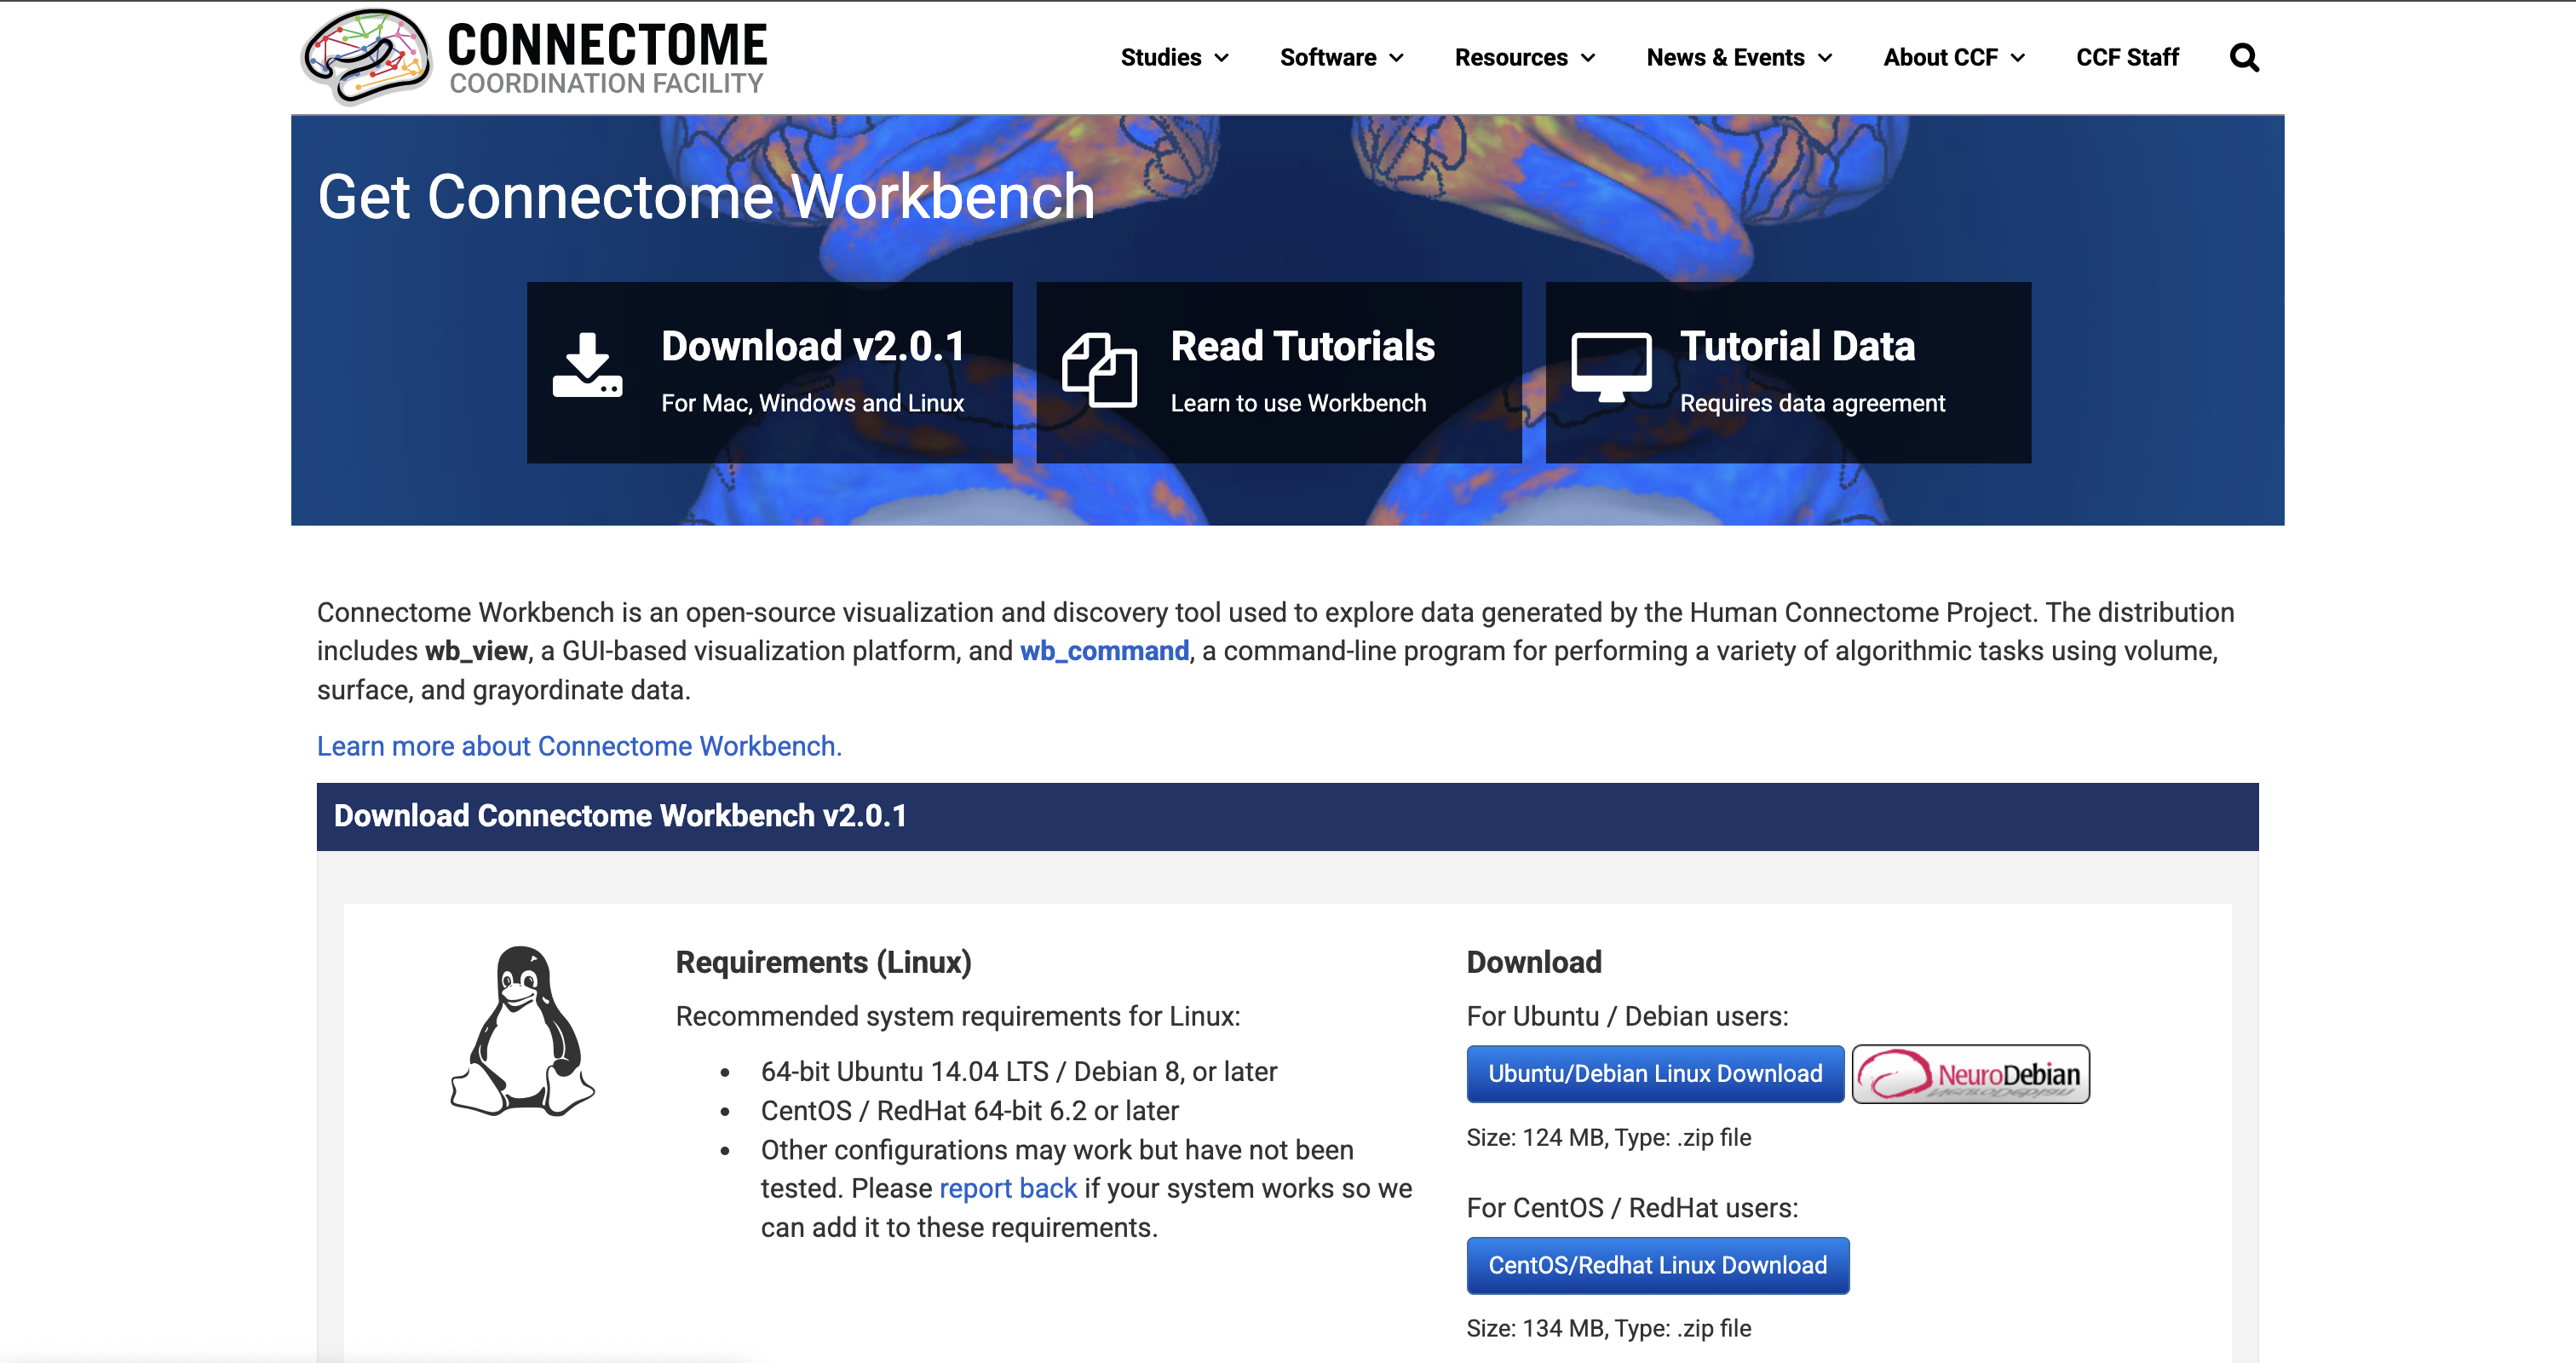 CONNECTOME
COORDINATION FACILITY
Studies
Software
Resources
News & Events
About CCF
CCF Staff
Get Connectome Workbench
Download v2.0.1
For Mac, Windows and Linux
Read Tutorials
Learn to use Workbench
Tutorial Data
Requires data agreement
Connectome Workbench is an open-source visualization and discovery tool used to explore data generated by the Human Connectome Project. The distribution
includes wb_view, a GUI-based visualization platform, and wb_command, a command-line program for performing a variety of algorithmic tasks using volume,
surface, and grayordinate data.
Learn more about Connectome Workbench.
Download Connectome Workbench v2.0.1
Requirements (Linux)
Recommended system requirements for Linux:
• 64-bit Ubuntu 14.04 LTS / Debian 8, or later
• CentOS / RedHat 64-bit 6.2 or later
• Other configurations may work but have not been
tested. Please report back if your system works so we
can add it to these requirements.
Download
For Ubuntu / Debian users:
Ubuntu/Debian Linux Download
NeuroDebian
Size: 124 MB, Type: .zip file
For CentOS / RedHat users:
CentOS/Redhat Linux Download
Size: 134 MB, Type: .zip file